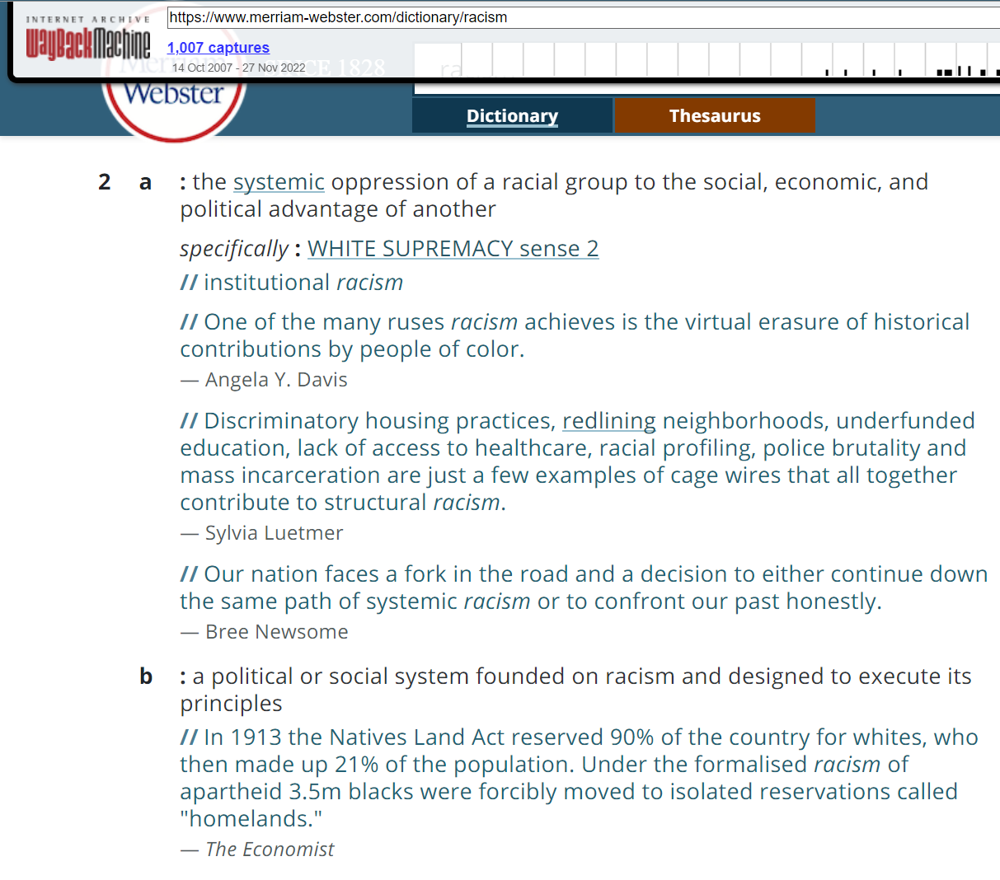 INTERNET ARCHIVE
WayBackMachine
https://www.merriam-webster.com/dictionary/racism
1,007 captures
14 Oct 2007 - 27 Nov 2022
Merriam
Webster
SINCE 1828
Dictionary
Thesaurus
2 a : the systemic oppression of a racial group to the social, economic, and
political advantage of another
specifically : WHITE SUPREMACY sense 2
// institutional racism
// One of the many ruses racism achieves is the virtual erasure of historical
contributions by people of color.
— Angela Y. Davis
// Discriminatory housing practices, redlining neighborhoods, underfunded
education, lack of access to healthcare, racial profiling, police brutality and
mass incarceration are just a few examples of cage wires that all together
contribute to structural racism.
— Sylvia Luetmer
// Our nation faces a fork in the road and a decision to either continue down
the same path of systemic racism or to confront our past honestly.
— Bree Newsome
b : a political or social system founded on racism and designed to execute its
principles
// In 1913 the Natives Land Act reserved 90% of the country for whites, who
then made up 21% of the population. Under the formalised racism of
apartheid 3.5m blacks were forcibly moved to isolated reservations called
"homelands."
— The Economist